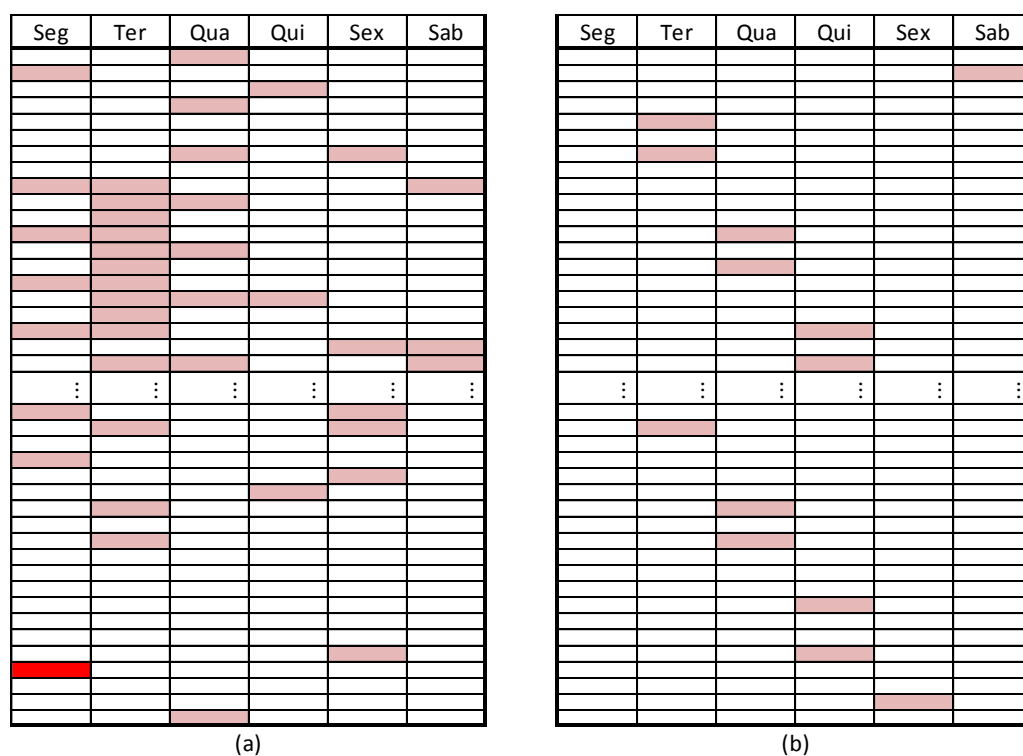 Seg Ter Qua Qui Sex Sab
Seg Ter Qua Qui Sex Sab
⋮ ⋮ ⋮ ⋮ ⋮ ⋮
⋮ ⋮ ⋮ ⋮ ⋮ ⋮
(a)
(b)